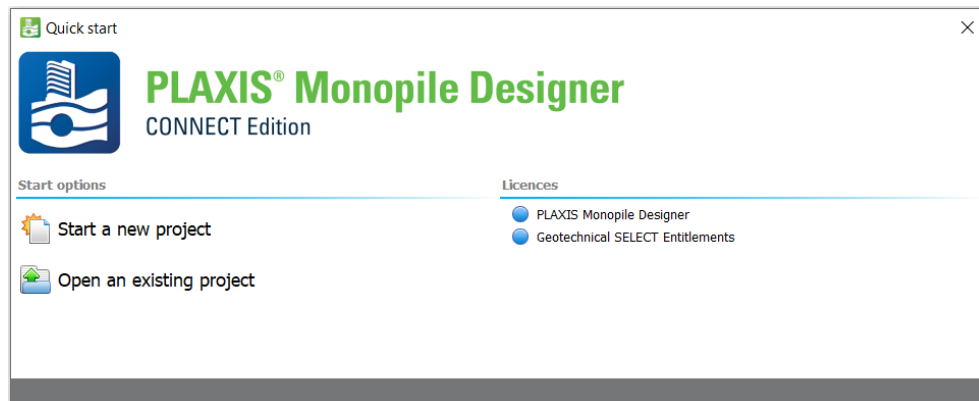 Quick start
PLAXIS® Monopile Designer
CONNECT Edition
Start options
Start a new project
Open an existing project
Licences
PLAXIS Monopile Designer
Geotechnical SELECT Entitlements